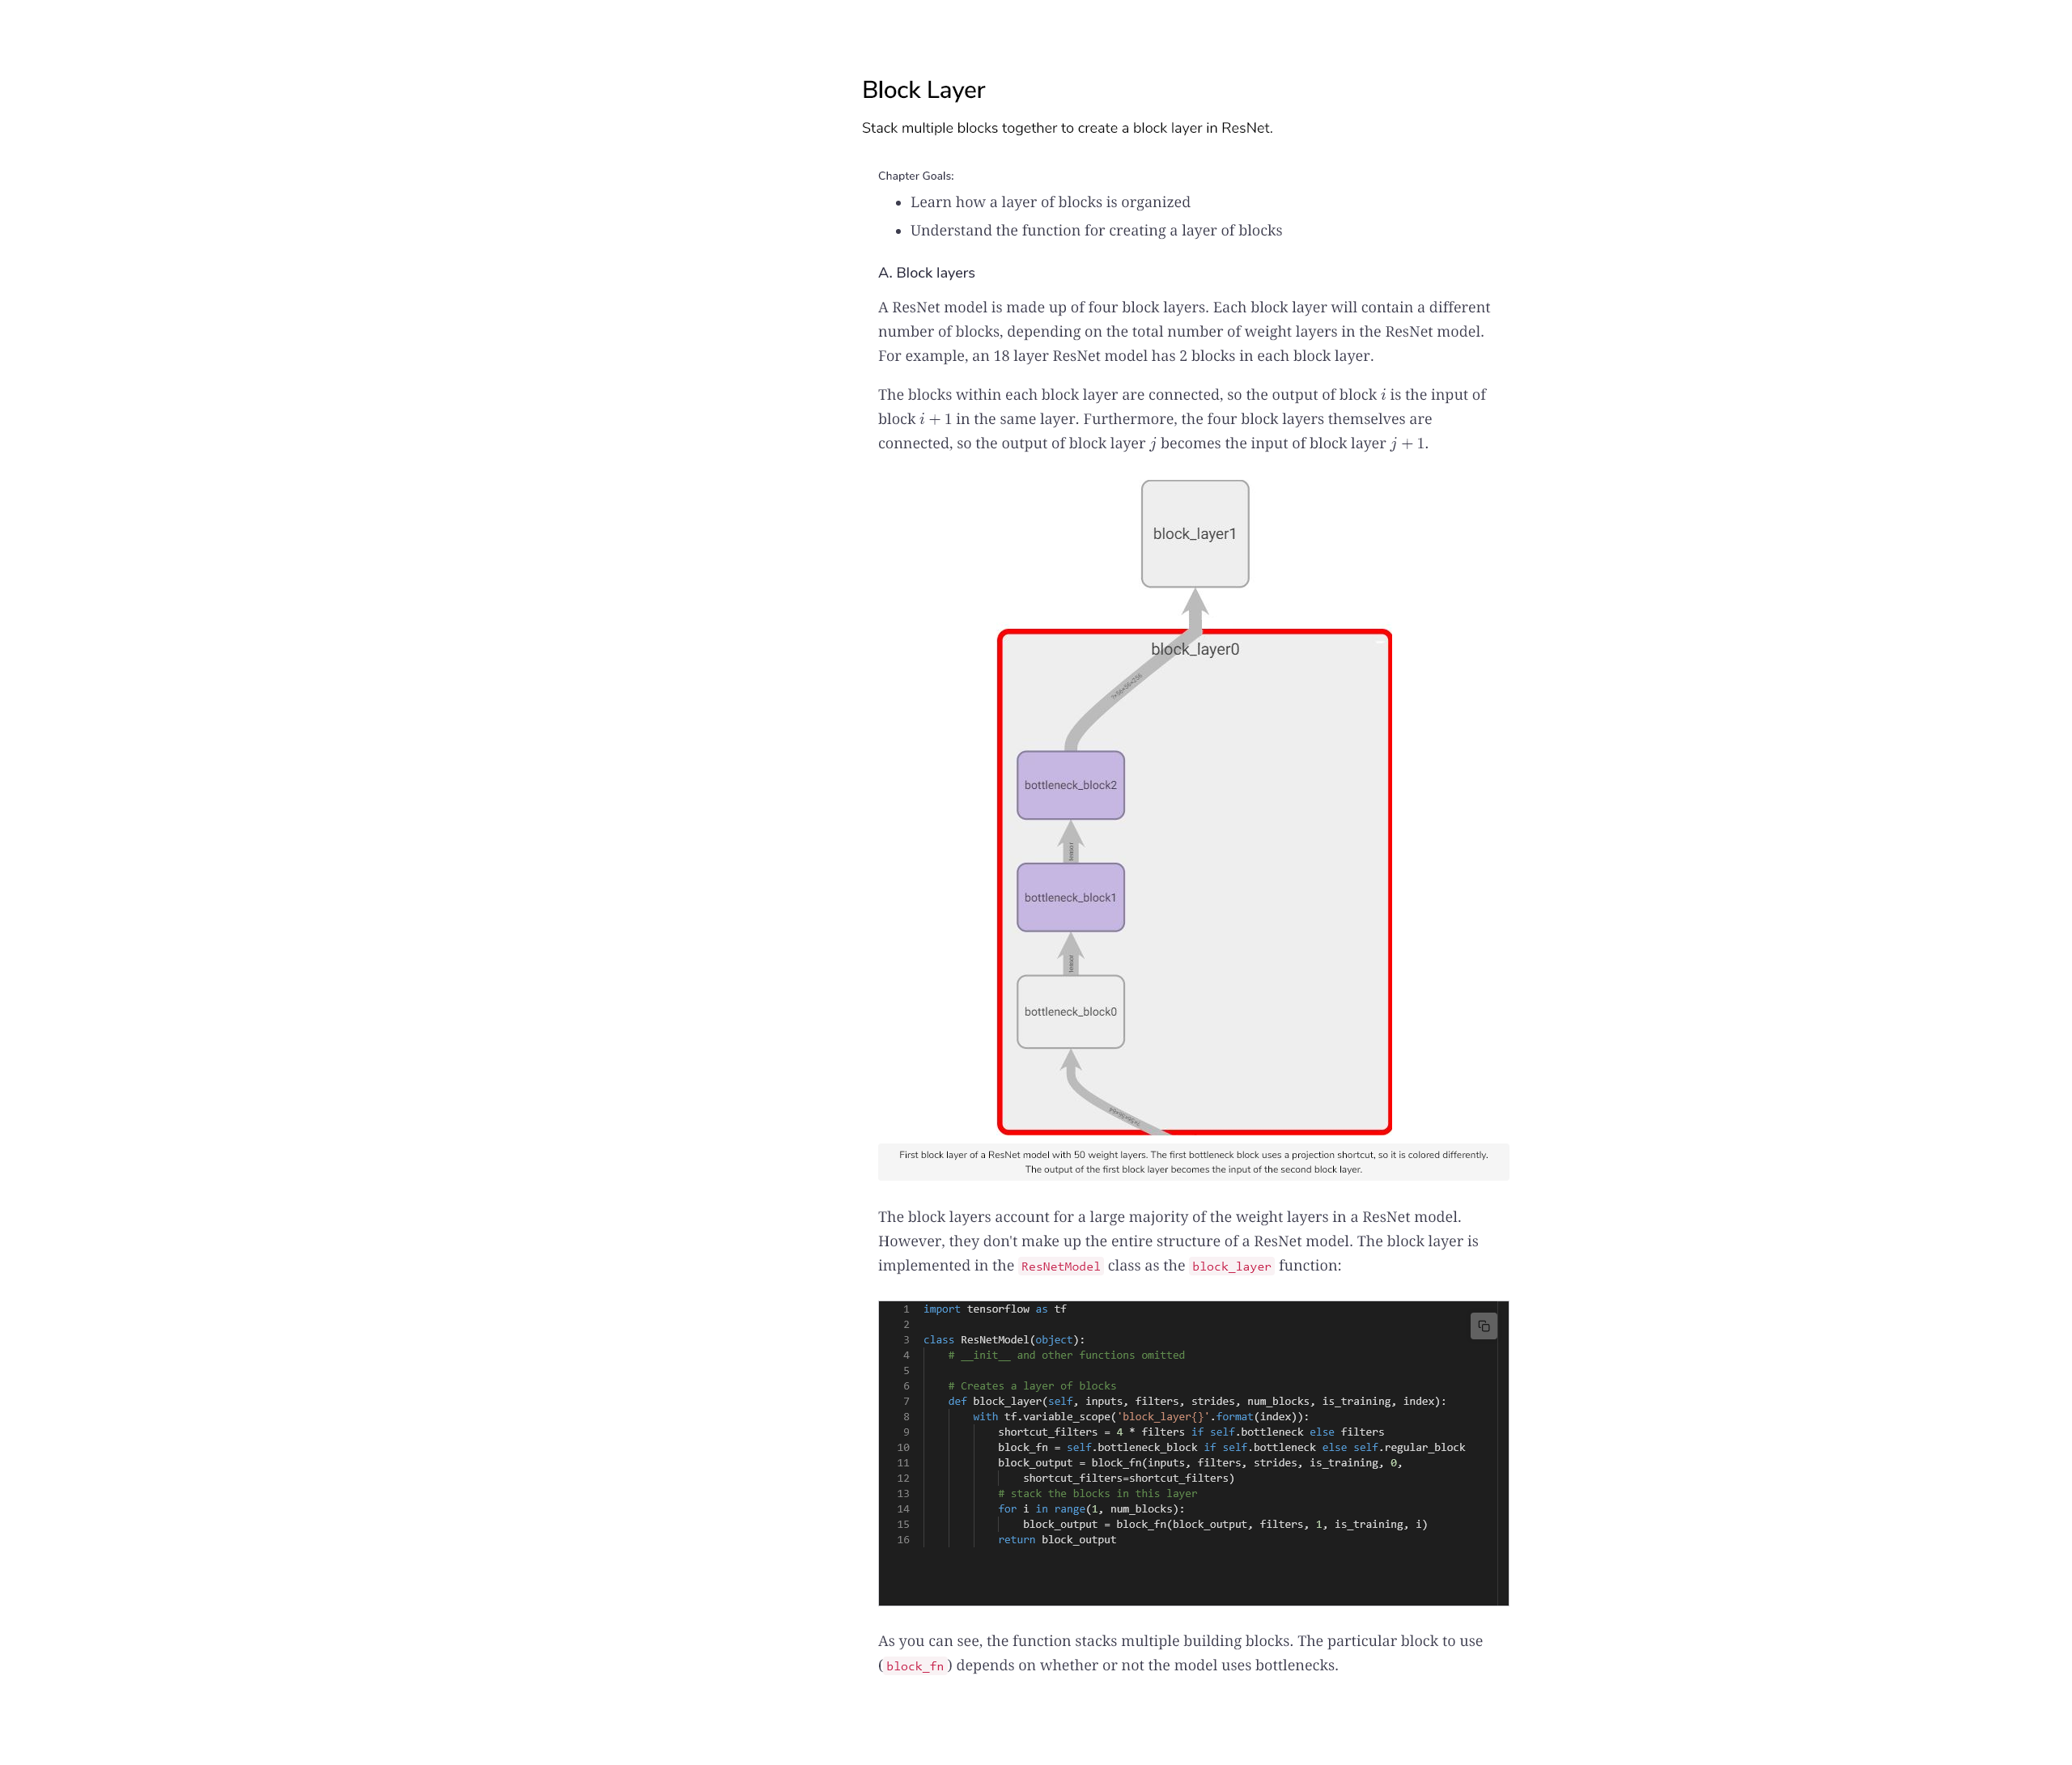 Block Layer
Stack multiple blocks together to create a block layer in ResNet.
Chapter Goals:
• Learn how a layer of blocks is organized
• Understand the function for creating a layer of blocks
A. Block layers
A ResNet model is made up of four block layers. Each block layer will contain a different
number of blocks, depending on the total number of weight layers in the ResNet model.
For example, an 18 layer ResNet model has 2 blocks in each block layer.
The blocks within each block layer are connected, so the output of block i is the input of
block i + 1 in the same layer. Furthermore, the four block layers themselves are
connected, so the output of block layer j becomes the input of block layer j + 1.
block_layer1
block_layer0
?×56×56×256
bottleneck_block2
tensor
bottleneck_block1
tensor
bottleneck_block0
First block layer of a ResNet model with 50 weight layers. The first bottleneck block uses a projection shortcut, so it is colored differently.
The output of the first block layer becomes the input of the second block layer.
The block layers account for a large majority of the weight layers in a ResNet model.
However, they don't make up the entire structure of a ResNet model. The block layer is
implemented in the ResNetModel class as the block_layer function:
1 import tensorflow as tf
2
3 class ResNetModel(object):
4     # __init__ and other functions omitted
5
6     # Creates a layer of blocks
7     def block_layer(self, inputs, filters, strides, num_blocks, is_training, index):
8         with tf.variable_scope('block_layer{}'.format(index)):
9             shortcut_filters = 4 * filters if self.bottleneck else filters
10             block_fn = self.bottleneck_block if self.bottleneck else self.regular_block
11             block_output = block_fn(inputs, filters, strides, is_training, 0,
12                 shortcut_filters=shortcut_filters)
13             # stack the blocks in this layer
14             for i in range(1, num_blocks):
15                 block_output = block_fn(block_output, filters, 1, is_training, i)
16             return block_output
As you can see, the function stacks multiple building blocks. The particular block to use
(block_fn) depends on whether or not the model uses bottlenecks.